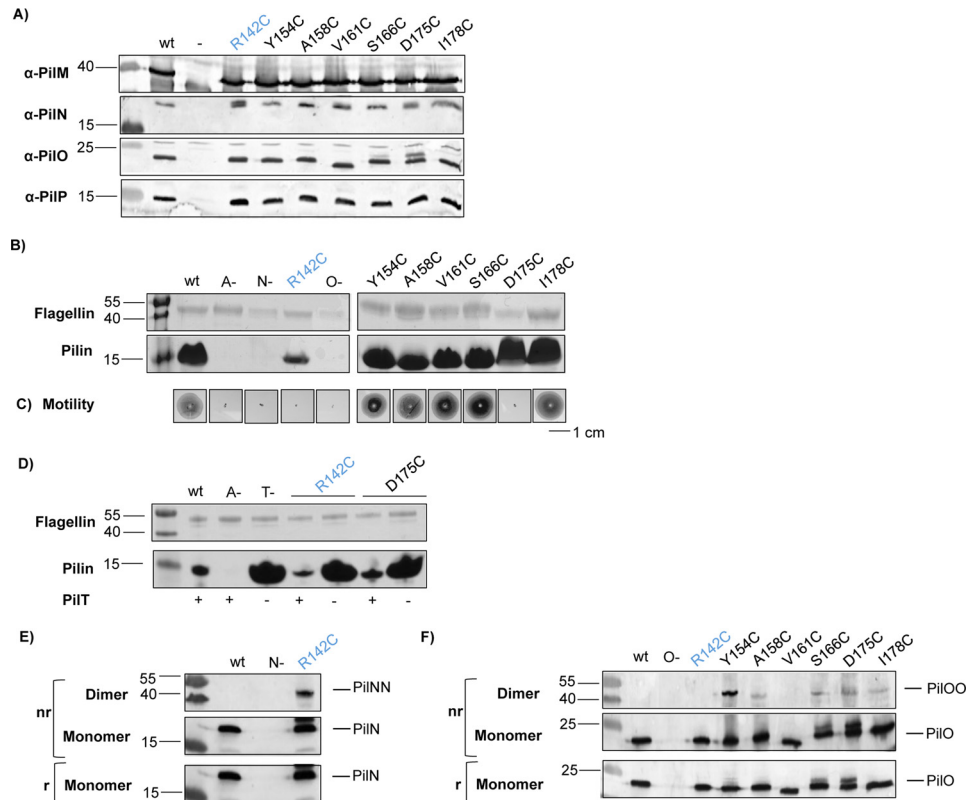 A)
wt - R142C Y154C A158C V161C S166C D175C I178C
α-PilM 40
α-PilN 15
α-PilO 25
α-PilP 15
B)
wt A- N- R142C O- Y154C A158C V161C S166C D175C I178C
Flagellin 55 40
Pilin 15
C) Motility
1 cm
D)
wt A- T- R142C D175C
Flagellin 55 40
Pilin 15
PilT + + - + - + -
E)
wt N- R142C
nr Dimer 55 40 PilNN
Monomer 15 PilN
r Monomer 15 PilN
F)
wt O- R142C Y154C A158C V161C S166C D175C I178C
nr Dimer 55 40 PilOO
Monomer 25 PilO
r Monomer 25 PilO